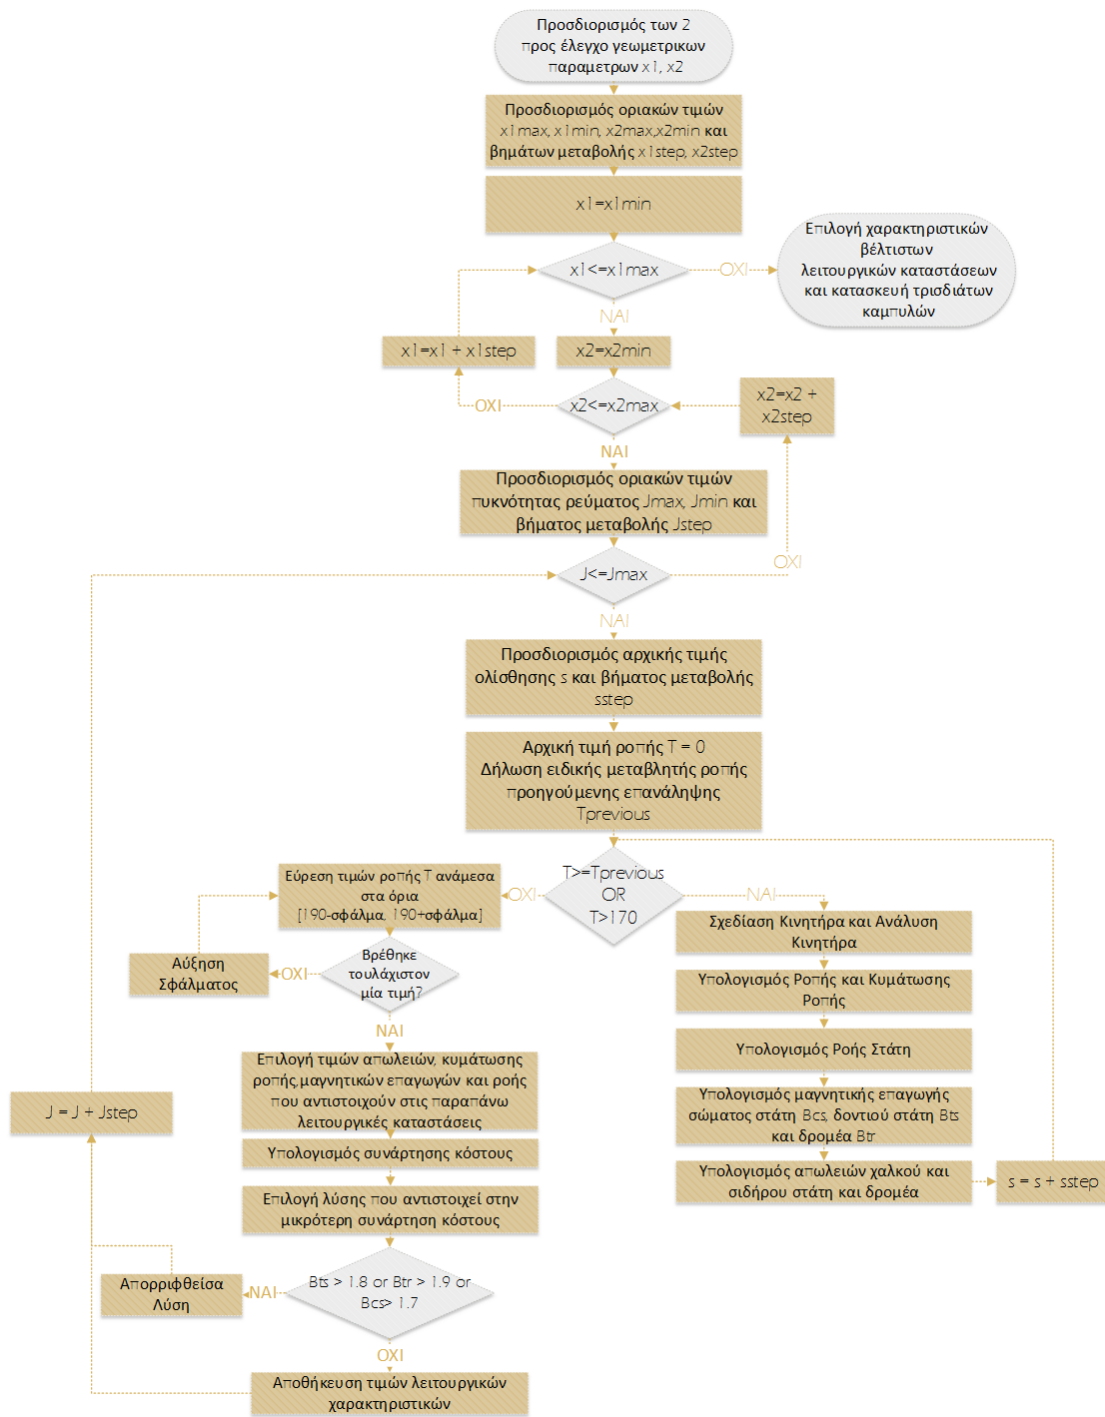 Προσδιορισμός των 2
προς έλεγχο γεωμετρικων
παραμετρων x1, x2
Προσδιορισμός οριακών τιμών
x1max, x1min, x2max,x2min και
βημάτων μεταβολής x1step, x2step
x1=x1min
x1<=x1max
ΟΧΙ
Επιλογή χαρακτηριστικών
βέλτιστων
λειτουργικών καταστάσεων
και κατασκευή τρισδιάτων
καμπυλών
ΝΑΙ
x1=x1 + x1step
x2=x2min
x2<=x2max
ΟΧΙ
x2=x2 +
x2step
ΝΑΙ
Προσδιορισμός οριακών τιμών
πυκνότητας ρεύματος Jmax, Jmin και
βήματος μεταβολής Jstep
J<=Jmax
ΟΧΙ
ΝΑΙ
Προσδιορισμός αρχικής τιμής
ολίσθησης s και βήματος μεταβολής
sstep
Αρχική τιμή ροπής T = 0
Δήλωση ειδικής μεταβλητής ροπής
προηγούμενης επανάληψης
Tprevious
T>=Tprevious
OR
T>170
ΟΧΙ
ΝΑΙ
Εύρεση τιμών ροπής T ανάμεσα
στα όρια
[190-σφάλμα, 190+σφάλμα]
Βρέθηκε
τουλάχιστον
μία τιμή?
ΟΧΙ
Αύξηση
Σφάλματος
ΝΑΙ
Επιλογή τιμών απωλειών, κυμάτωσης
ροπής,μαγνητικών επαγωγών και ροής
που αντιστοιχούν στις παραπάνω
λειτουργικές καταστάσεις
Υπολογισμός συνάρτησης κόστους
Επιλογή λύσης που αντιστοιχεί στην
μικρότερη συνάρτηση κόστους
Bts > 1.8 or Btr > 1.9 or
Bcs> 1.7
ΝΑΙ
Απορριφθείσα
Λύση
ΟΧΙ
Αποθήκευση τιμών λειτουργικών
χαρακτηριστικών
J = J + Jstep
Σχεδίαση Κινητήρα και Ανάλυση
Κινητήρα
Υπολογισμός Ροπής και Κυμάτωσης
Ροπής
Υπολογισμός Ροής Στάτη
Υπολογισμός μαγνητικής επαγωγής
σώματος στάτη Bcs, δοντιού στάτη Bts
και δρομέα Btr
Υπολογισμός απωλειών χαλκού και
σιδήρου στάτη και δρομέα
s = s + sstep